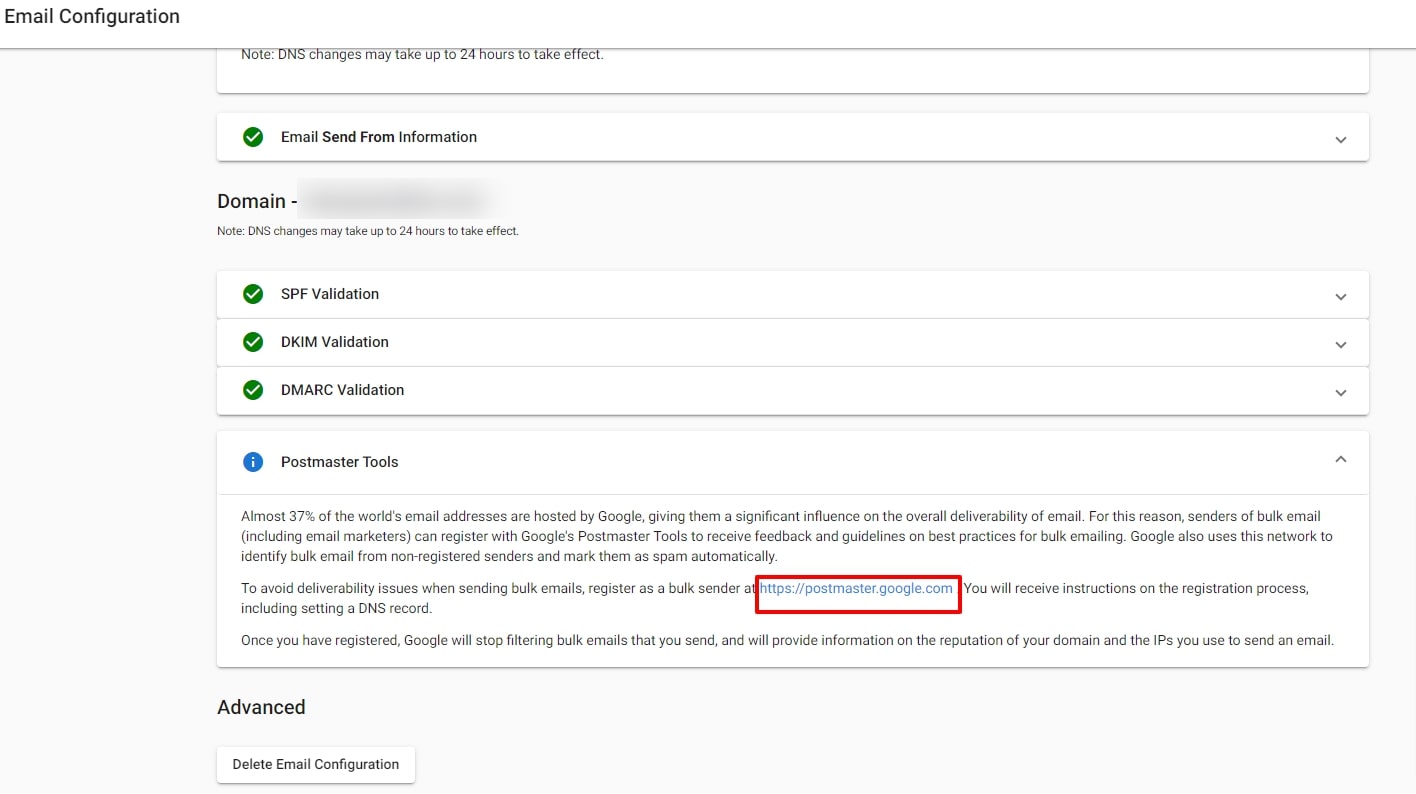 Email Configuration
Note: DNS changes may take up to 24 hours to take effect.
Email Send From Information
Domain -
Note: DNS changes may take up to 24 hours to take effect.
SPF Validation
DKIM Validation
DMARC Validation
Postmaster Tools
Almost 37% of the world's email addresses are hosted by Google, giving them a significant influence on the overall deliverability of email. For this reason, senders of bulk email
(including email marketers) can register with Google's Postmaster Tools to receive feedback and guidelines on best practices for bulk emailing. Google also uses this network to
identify bulk email from non-registered senders and mark them as spam automatically.
To avoid deliverability issues when sending bulk emails, register as a bulk sender at https://postmaster.google.com . You will receive instructions on the registration process,
including setting a DNS record.
Once you have registered, Google will stop filtering bulk emails that you send, and will provide information on the reputation of your domain and the IPs you use to send an email.
Advanced
Delete Email Configuration